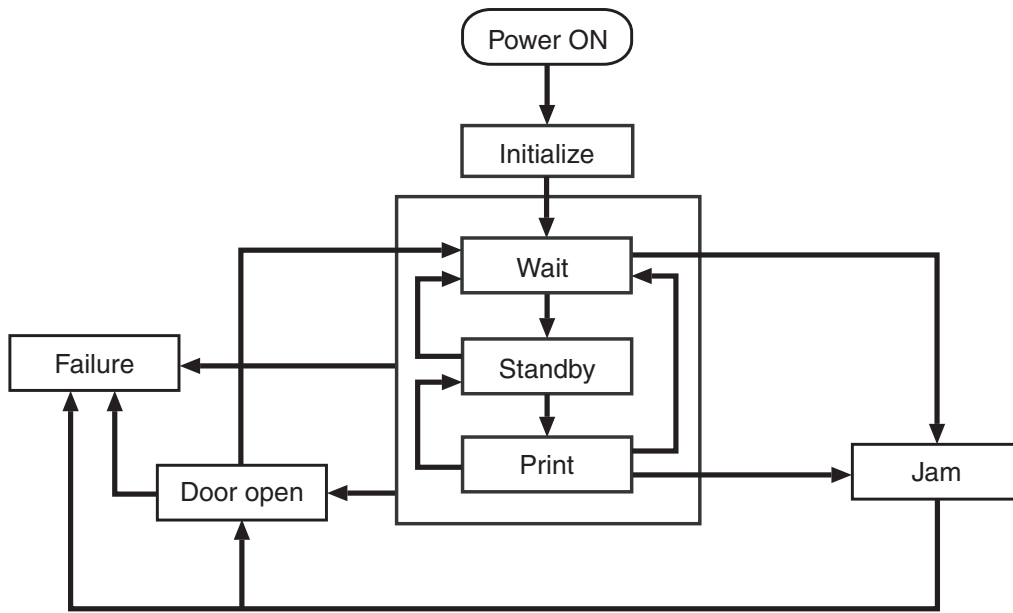 Power ON
Initialize
Wait
Failure
Standby
Print
Door open
Jam